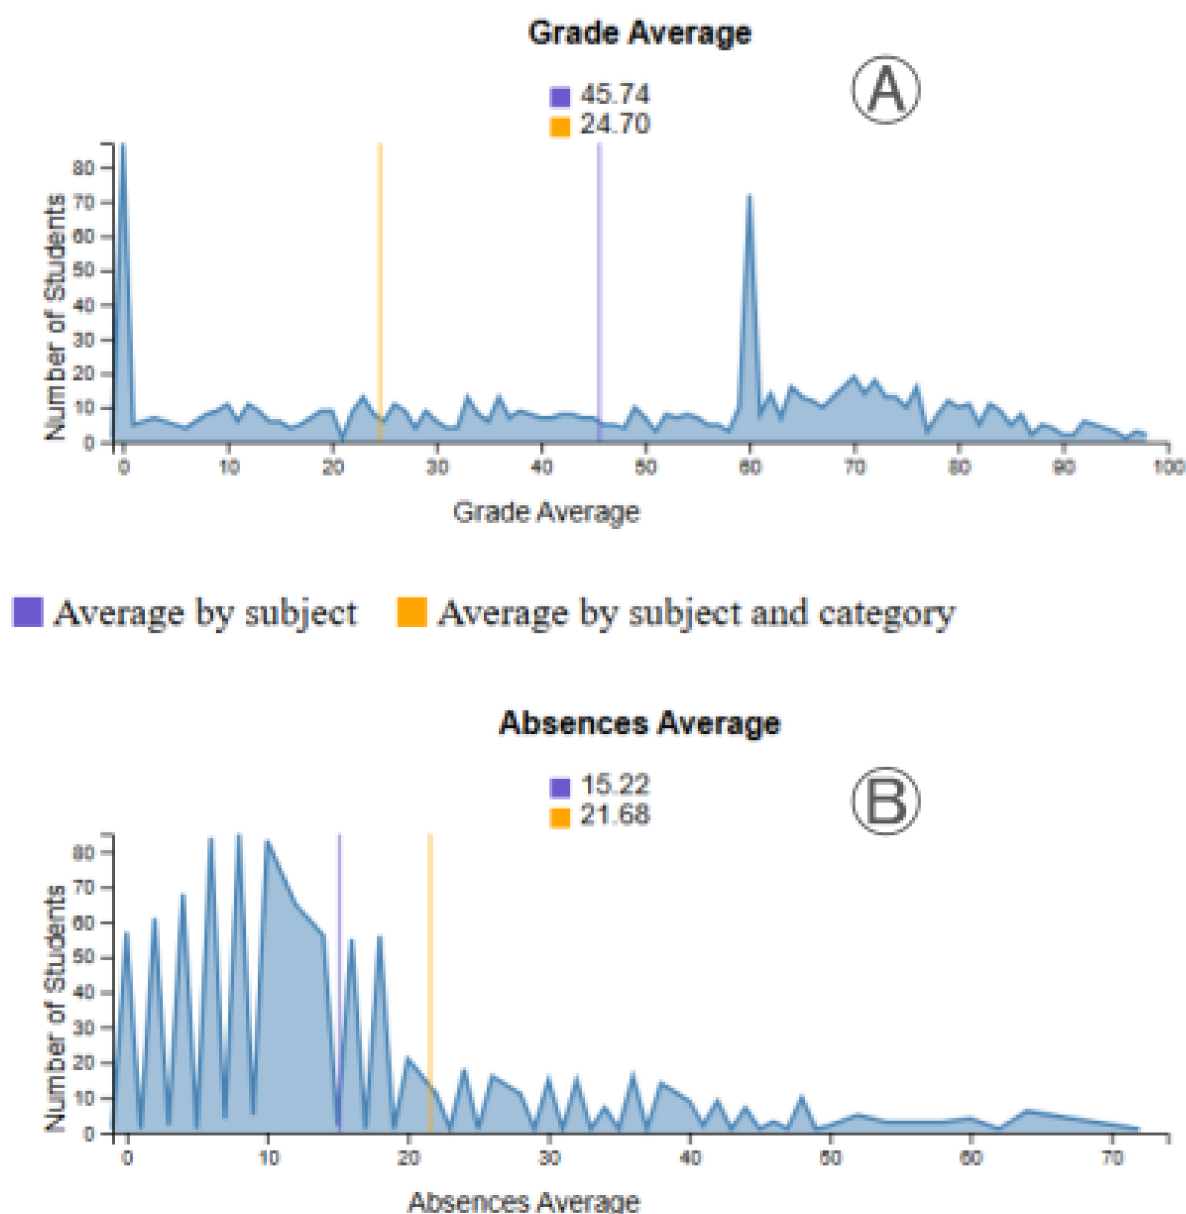 Grade Average
45.74
24.70
A
Number of Students
80
70
60
50
40
30
20
10
0
0 10 20 30 40 50 60 70 80 90 100
Grade Average
Average by subject Average by subject and category
Absences Average
15.22
21.68
B
Number of Students
80
70
60
50
40
30
20
10
0
0 10 20 30 40 50 60 70
Absences Average